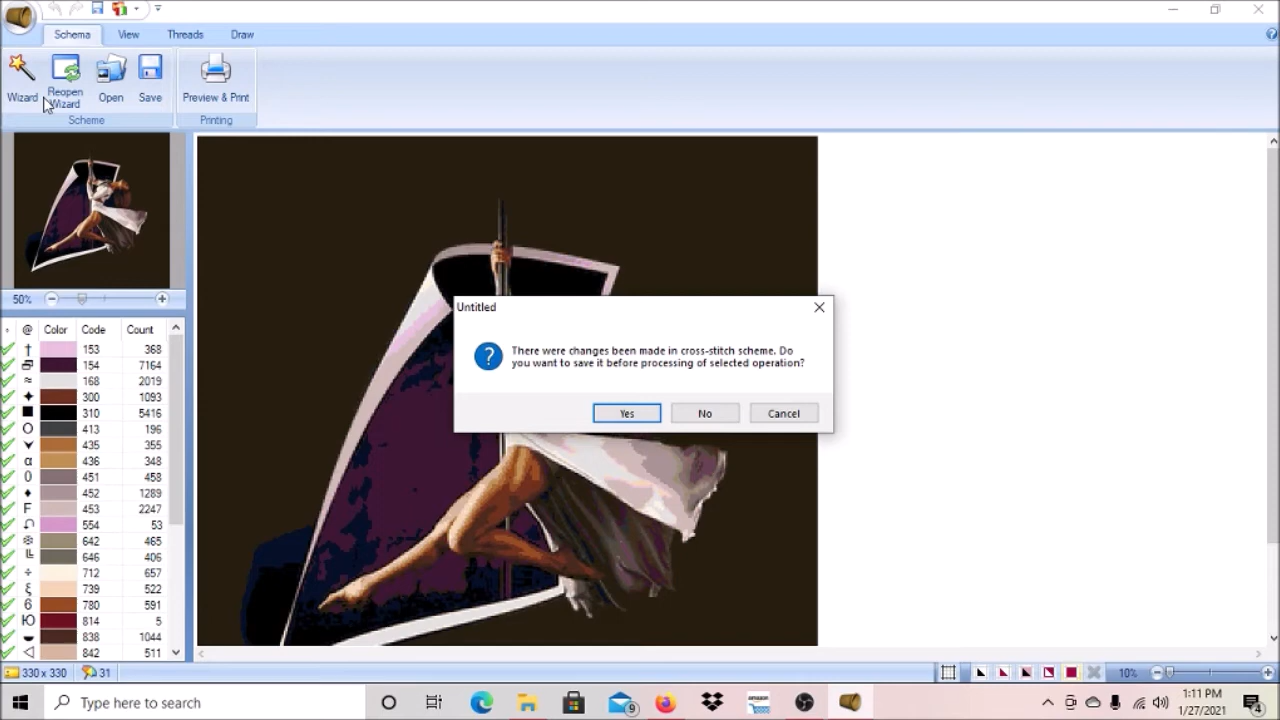 Schema View Threads Draw
Wizard
Reopen
Wizard
Open
Save
Preview & Print
Scheme
Printing
50%
@ Color Code Count
153 368
154 7164
168 2019
300 1093
310 5416
413 196
435 355
α 436 348
451 458
452 1289
F 453 2247
554 53
642 465
646 406
÷ 712 657
ξ 739 522
6 780 591
Ю 814 5
838 1044
842 511
Untitled
There were changes been made in cross-stitch scheme. Do
you want to save it before processing of selected operation?
Yes No Cancel
330 x 330
31
10%
Type here to search
9
amazon
1:11 PM
1/27/2021
4